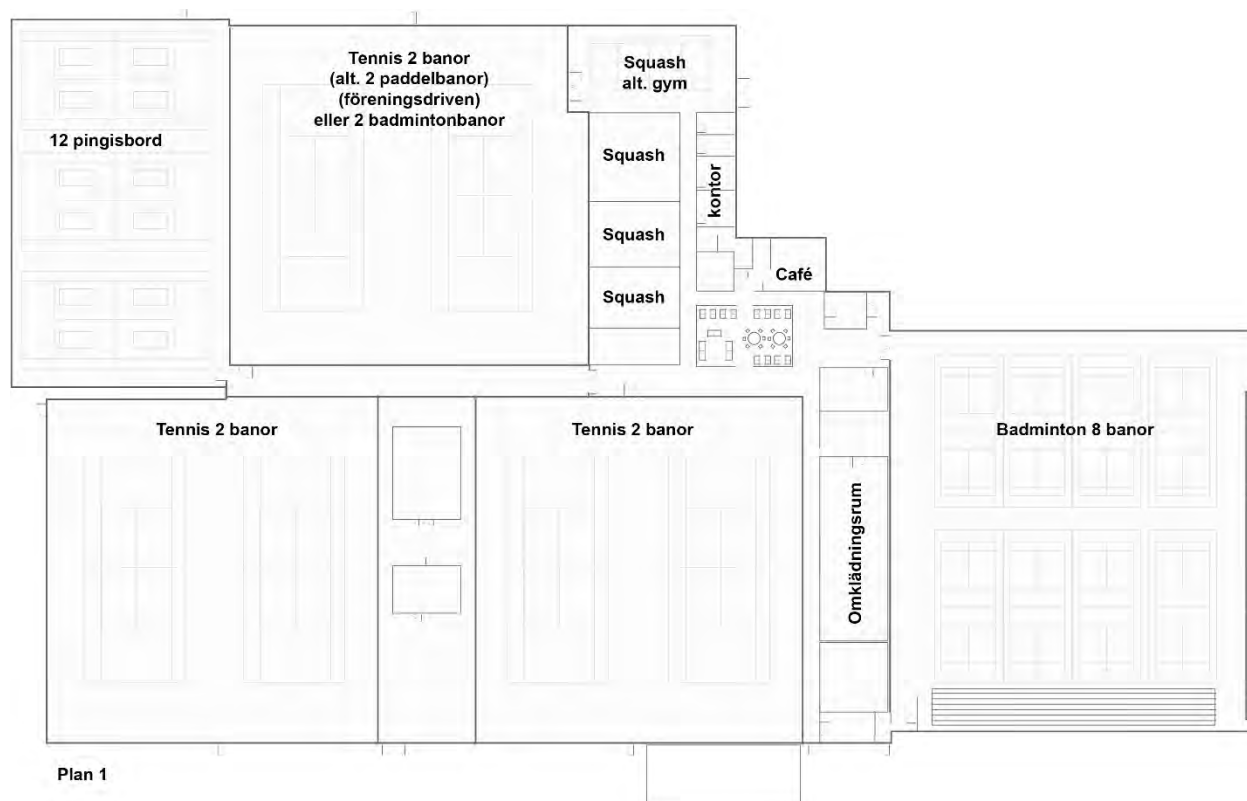 Tennis 2 banor
(alt. 2 paddelbanor)
(föreningsdriven)
eller 2 badmintonbanor
Squash
alt. gym
12 pingisbord
Squash
kontor
Squash
Café
Squash
Tennis 2 banor
Tennis 2 banor
Badminton 8 banor
Omklädningsrum
Plan 1